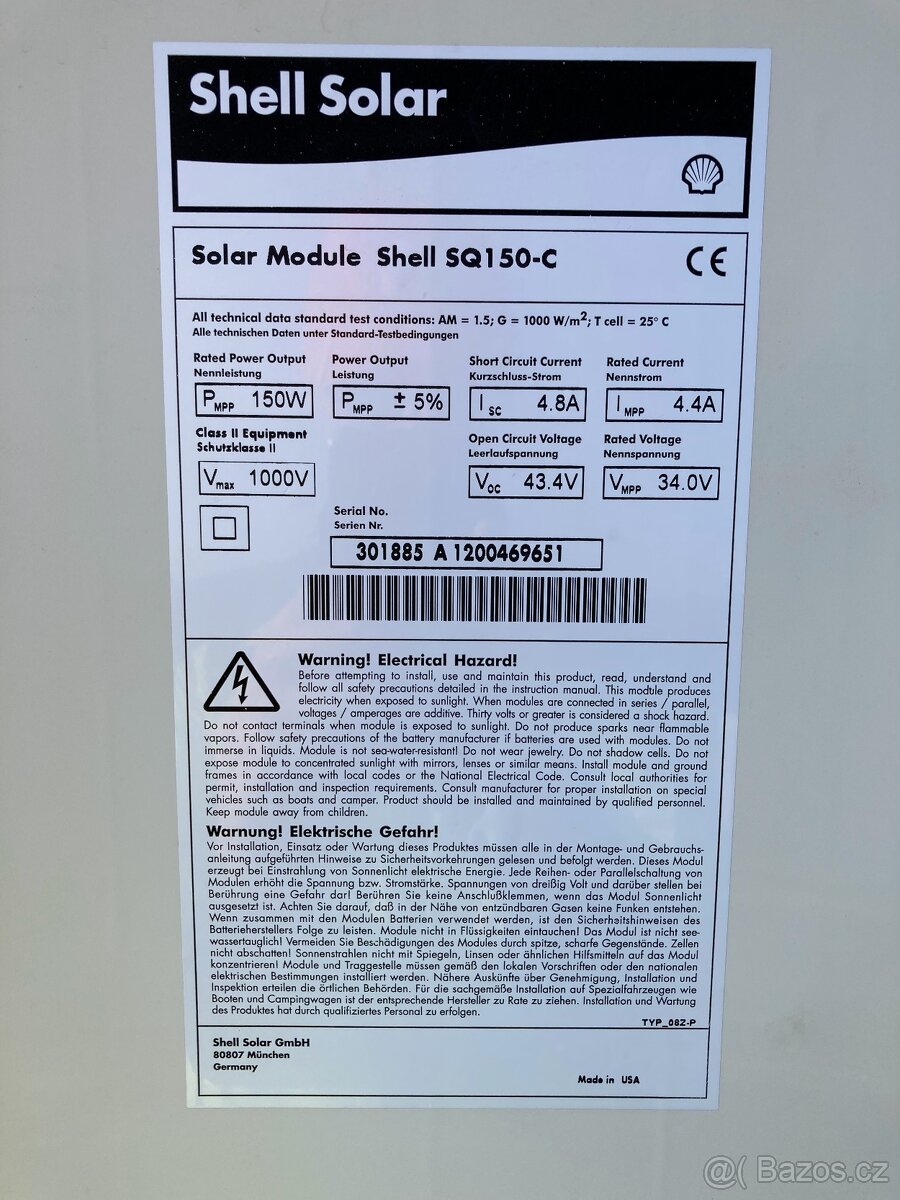 Shell Solar
Solar Module Shell SQ150-C CE
All technical data standard test conditions: AM = 1.5; G = 1000 W/m²; T cell = 25° C
Alle technischen Daten unter Standard-Testbedingungen
Rated Power Output Power Output Short Circuit Current Rated Current
Nennleistung Leistung Kurzschluss-Strom Nennstrom
PMPP 150W PMPP ± 5% ISC 4.8A IMPP 4.4A
Class II Equipment Open Circuit Voltage Rated Voltage
Schutzklasse II Leerlaufspannung Nennspannung
Vmax 1000V VOC 43.4V VMPP 34.0V
Serial No.
Serien Nr.
301885 A 1200469651
Warning! Electrical Hazard!
Before attempting to install, use and maintain this product, read, understand and
follow all safety precautions detailed in the instruction manual. This module produces
electricity when exposed to sunlight. When modules are connected in series / parallel,
voltages / amperages are additive. Thirty volts or greater is considered a shock hazard.
Do not contact terminals when module is exposed to sunlight. Do not produce sparks near flammable
vapors. Follow safety precautions of the battery manufacturer if batteries are used with modules. Do not
immerse in liquids. Module is not sea-water-resistant! Do not wear jewelry. Do not shadow cells. Do not
expose module to concentrated sunlight with mirrors, lenses or similar means. Install module and ground
frames in accordance with local codes or the National Electrical Code. Consult local authorities for
permit, installation and inspection requirements. Consult manufacturer for proper installation on special
vehicles such as boats and camper. Product should be installed and maintained by qualified personnel.
Keep module away from children.
Warnung! Elektrische Gefahr!
Vor Installation, Einsatz oder Wartung dieses Produktes müssen alle in der Montage- und Gebrauchs-
anleitung aufgeführten Hinweise zu Sicherheitsvorkehrungen gelesen und befolgt werden. Dieses Modul
erzeugt bei Einstrahlung von Sonnenlicht elektrische Energie. Jede Reihen- oder Parallelschaltung von
Modulen erhöht die Spannung bzw. Stromstärke. Spannungen von dreißig Volt und darüber stellen bei
Berührung eine Gefahr dar! Berühren Sie keine Anschlußklemmen, wenn das Modul Sonnenlicht
ausgesetzt ist. Achten Sie darauf, daß in der Nähe von entzündbaren Gasen keine Funken entstehen.
Wenn zusammen mit den Modulen Batterien verwendet werden, ist den Sicherheitshinweisen des
Batterieherstellers Folge zu leisten. Module nicht in Flüssigkeiten eintauchen! Das Modul ist nicht see-
wassertauglich! Vermeiden Sie Beschädigungen des Modules durch spitze, scharfe Gegenstände. Zellen
nicht abschatten! Sonnenstrahlen nicht mit Spiegeln, Linsen oder ähnlichen Hilfsmitteln auf das Modul
konzentrieren! Module und Traggestelle müssen gemäß den lokalen Vorschriften oder den nationalen
elektrischen Bestimmungen installiert werden. Nähere Auskünfte über Genehmigung, Installation und
Inspektion erteilen die örtlichen Behörden. Für die sachgemäße Installation auf Spezialfahrzeugen wie
Booten und Campingwagen ist der entsprechende Hersteller zu Rate zu ziehen. Installation und Wartung
des Produktes hat durch qualifiziertes Personal zu erfolgen.
TYP_08Z-P
Shell Solar GmbH
80807 München
Germany
Made in USA
@( Bazos.cz